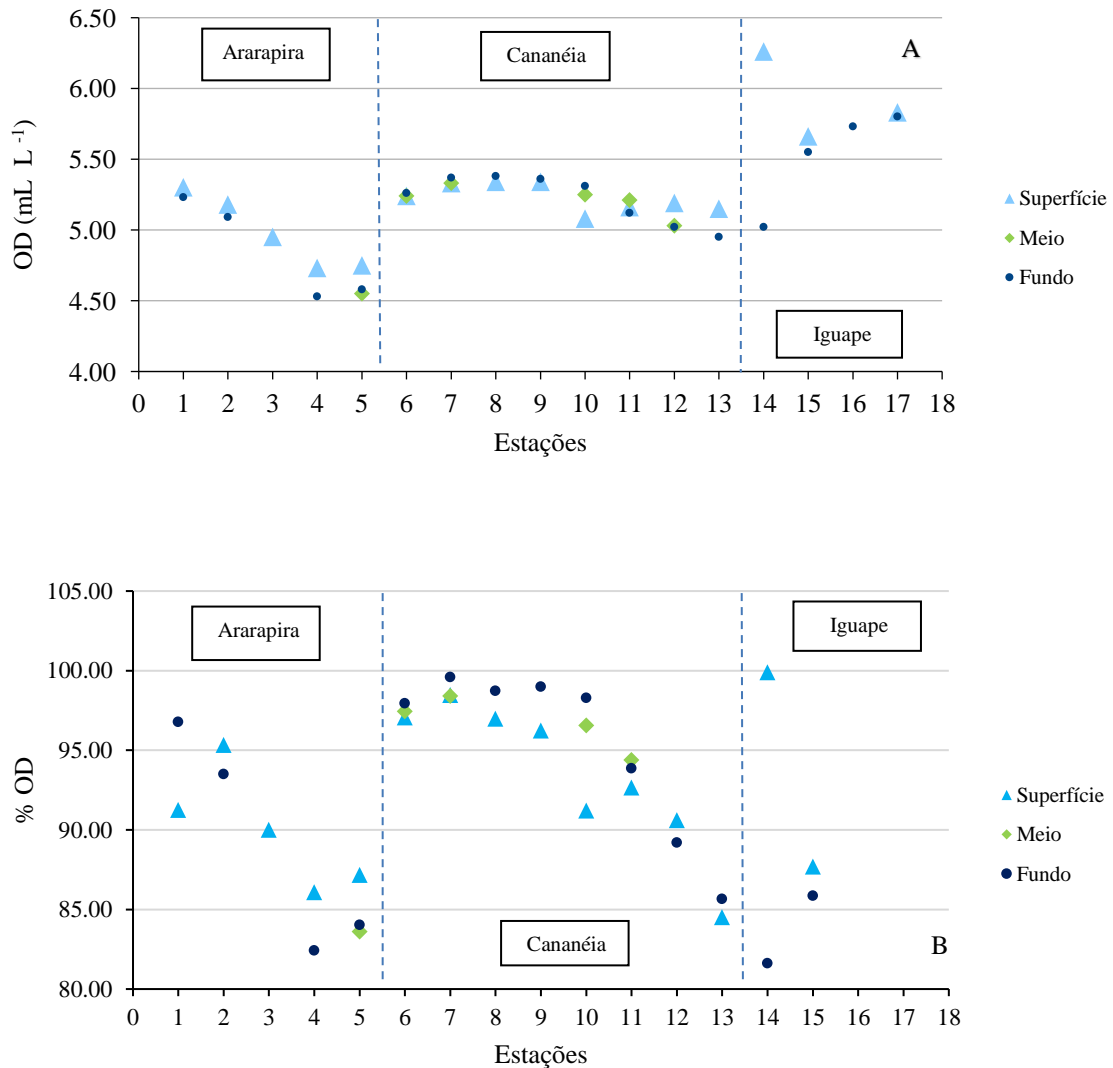 6.50
6.00
5.50
5.00
4.50
4.00
OD (mL L -1)
Ararapira
Cananéia
A
Iguape
Superfície
Meio
Fundo
0 1 2 3 4 5 6 7 8 9 10 11 12 13 14 15 16 17 18
Estações
105.00
100.00
95.00
90.00
85.00
80.00
% OD
Ararapira
Iguape
Cananéia
B
Superfície
Meio
Fundo
0 1 2 3 4 5 6 7 8 9 10 11 12 13 14 15 16 17 18
Estações